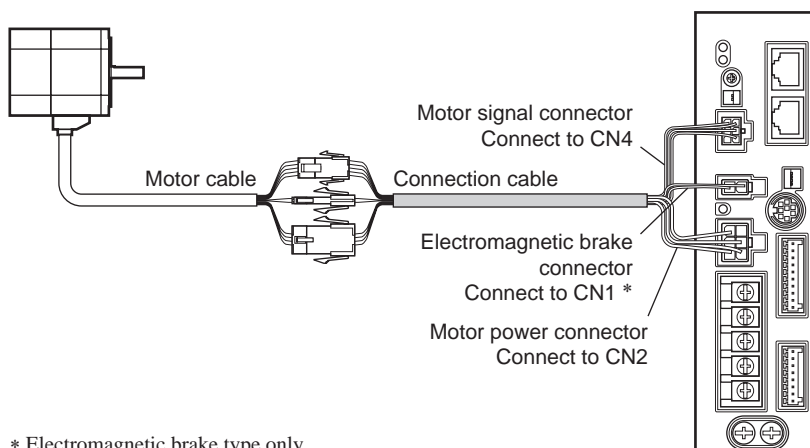 Motor signal connector
Connect to CN4
Motor cable
Connection cable
Electromagnetic brake
connector
Connect to CN1 *
Motor power connector
Connect to CN2
* Electromagnetic brake type only